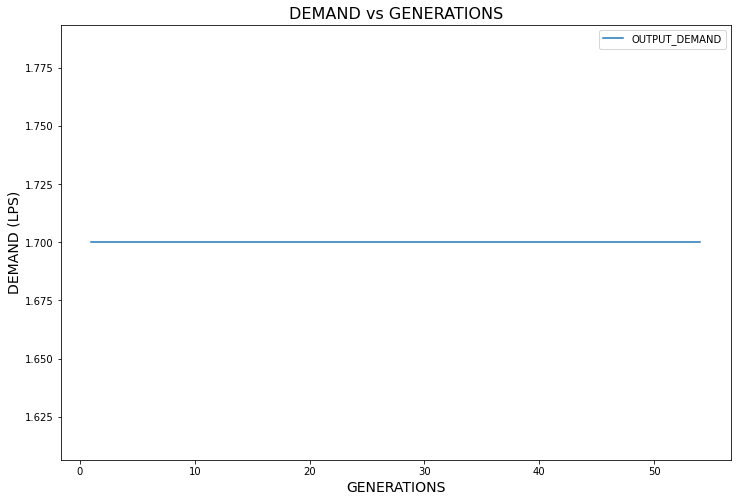 DEMAND vs GENERATIONS
OUTPUT_DEMAND
1.775
1.750
1.725
1.700
1.675
1.650
1.625
DEMAND (LPS)
0 10 20 30 40 50
GENERATIONS